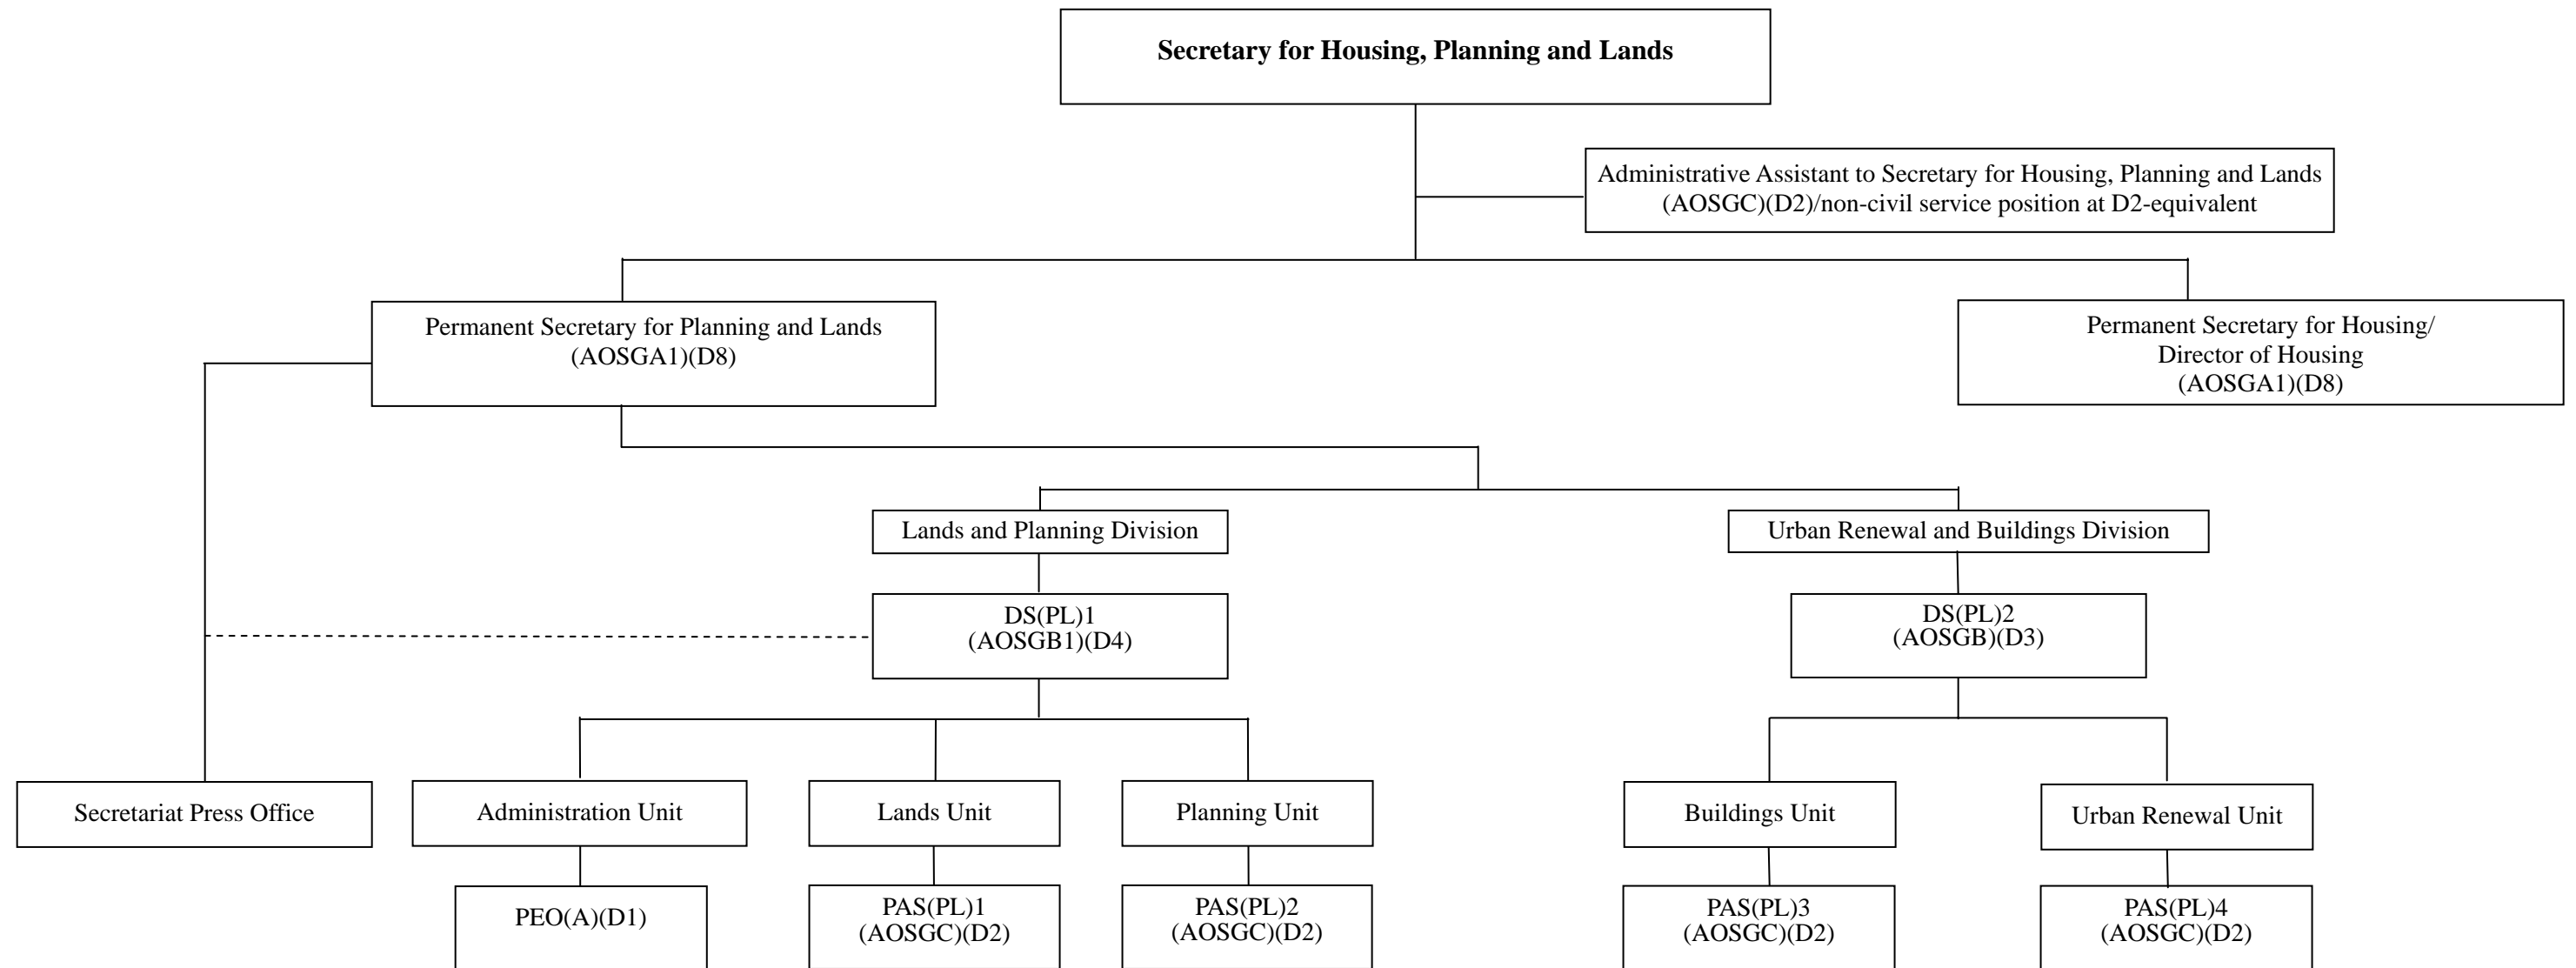 Secretary for Housing, Planning and Lands
Administrative Assistant to Secretary for Housing, Planning and Lands
(AOSGC)(D2)/non-civil service position at D2-equivalent
Permanent Secretary for Planning and Lands
(AOSGA1)(D8)
Permanent Secretary for Housing/
Director of Housing
(AOSGA1)(D8)
Lands and Planning Division
Urban Renewal and Buildings Division
DS(PL)1
(AOSGB1)(D4)
DS(PL)2
(AOSGB)(D3)
Secretariat Press Office
Administration Unit
Lands Unit
Planning Unit
Buildings Unit
Urban Renewal Unit
PEO(A)(D1)
PAS(PL)1
(AOSGC)(D2)
PAS(PL)2
(AOSGC)(D2)
PAS(PL)3
(AOSGC)(D2)
PAS(PL)4
(AOSGC)(D2)